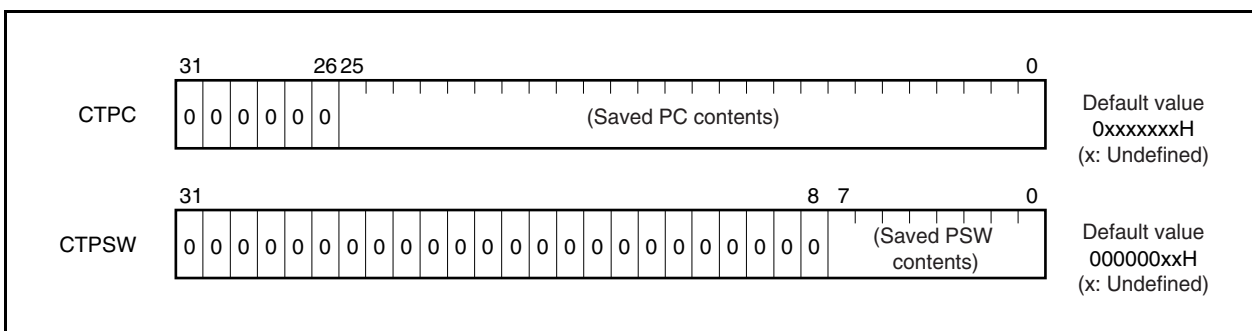 31 26 25 0
CTPC 0 0 0 0 0 0 (Saved PC contents) Default value
0xxxxxxxH
(x: Undefined)
31 8 7 0
CTPSW 0 0 0 0 0 0 0 0 0 0 0 0 0 0 0 0 0 0 0 0 0 0 0 0 (Saved PSW
contents) Default value
000000xxH
(x: Undefined)